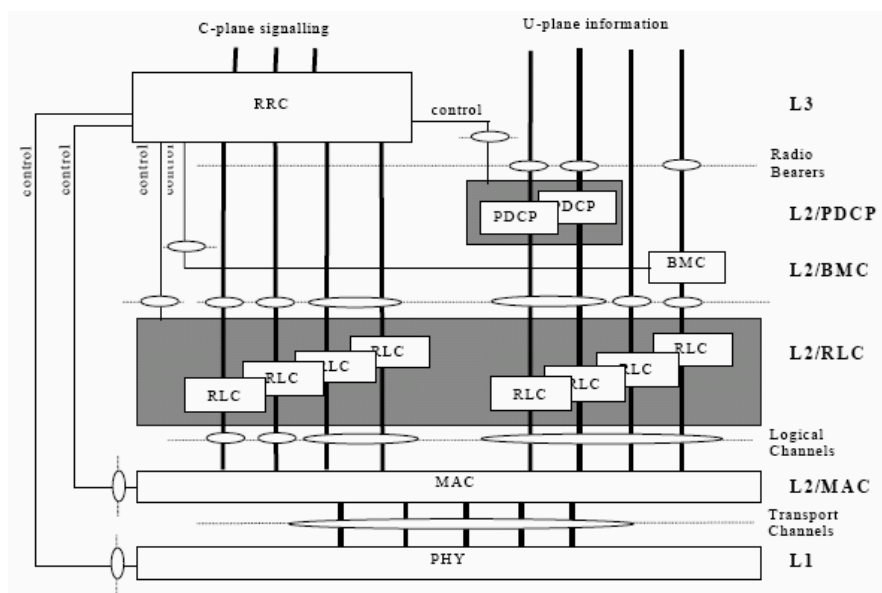 C-plane signalling
U-plane information
RRC
control
L3
control
control
control
control
Radio
Bearers
PDCP
PDCP
L2/PDCP
BMC
L2/BMC
RLC
RLC
RLC
RLC
RLC
RLC
RLC
RLC
L2/RLC
Logical
Channels
MAC
L2/MAC
Transport
Channels
PHY
L1